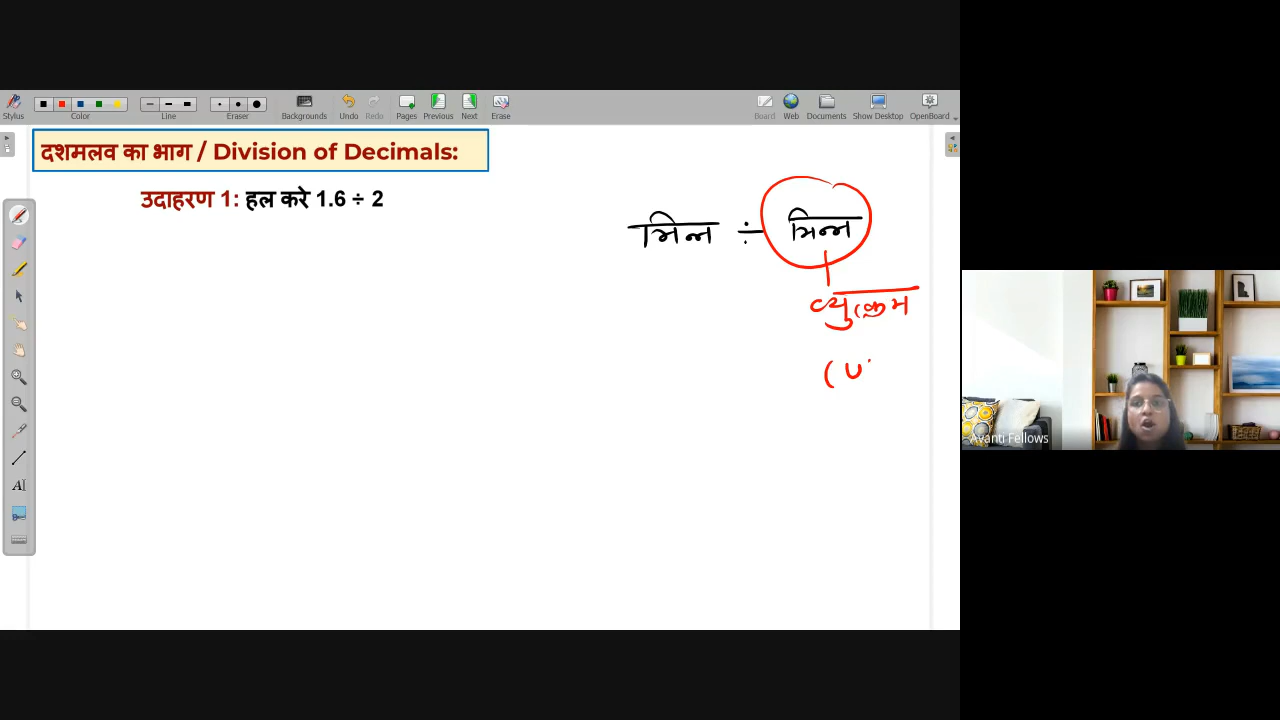 Stylus
Color
Line
Eraser
Backgrounds
Undo
Redo
Pages
Previous
Next
Erase
Board
Web
Documents
Show Desktop
OpenBoard
दशमलव का भाग / Division of Decimals:
उदाहरण 1: हल करे 1.6 ÷ 2
भिन्न ÷ भिन्न
व्युत्क्रम
Avanti Fellows